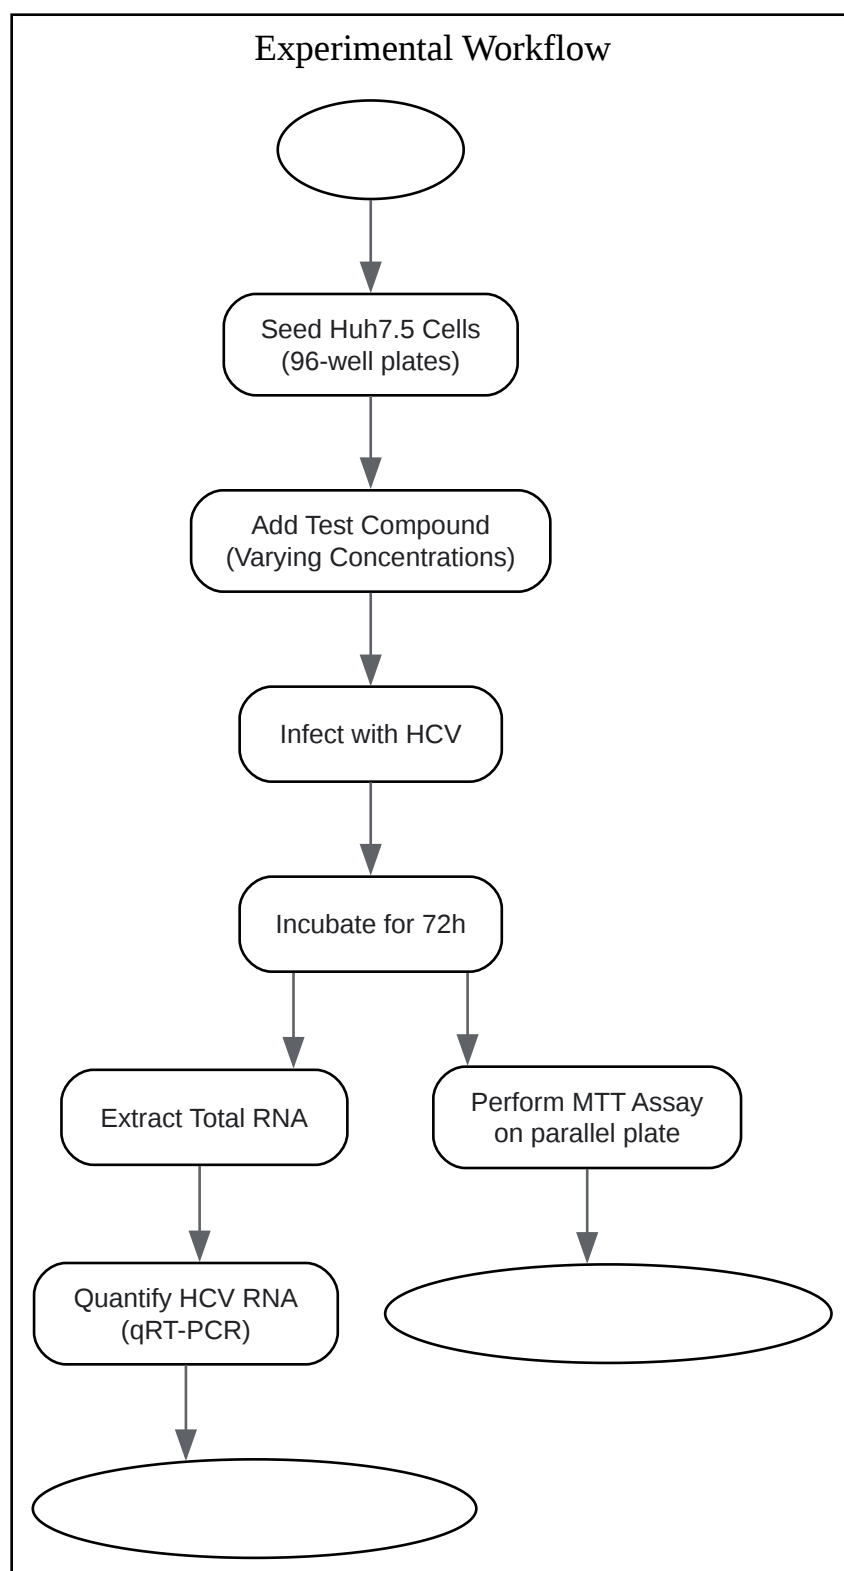 Experimental Workflow
Seed Huh7.5 Cells
(96-well plates)
Add Test Compound
(Varying Concentrations)
Infect with HCV
Incubate for 72h
Extract Total RNA
Perform MTT Assay
on parallel plate
Quantify HCV RNA
(qRT-PCR)